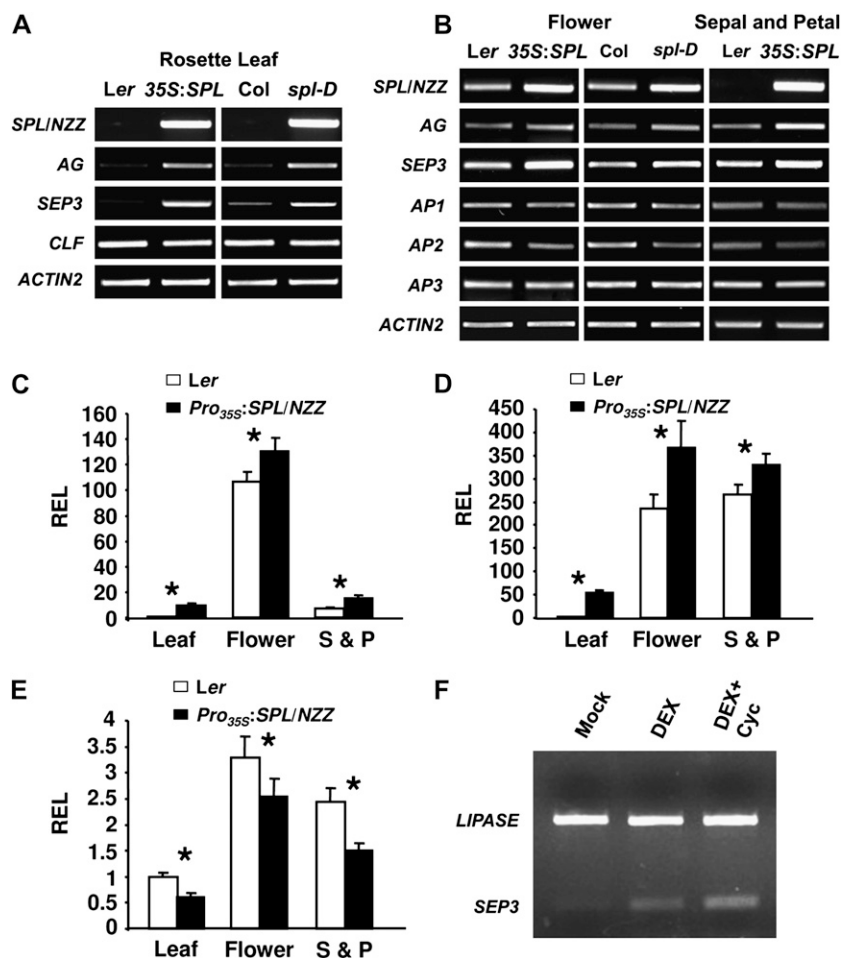 A
Rosette Leaf
Ler 35S:SPL Col spl-D
SPL/NZZ
AG
SEP3
CLF
ACTIN2
B
Flower Sepal and Petal
Ler 35S:SPL Col spl-D Ler 35S:SPL
SPL/NZZ
AG
SEP3
AP1
AP2
AP3
ACTIN2
C
Ler
Pro35S:SPL/NZZ
REL
160
140
120
100
80
60
40
20
0
* * *
Leaf Flower S & P
D
Ler
Pro35S:SPL/NZZ
REL
450
400
350
300
250
200
150
100
50
0
* * *
Leaf Flower S & P
E
Ler
Pro35S:SPL/NZZ
REL
4
3.5
3
2.5
2
1.5
1
0.5
0
* * *
Leaf Flower S & P
F
Mock DEX DEX+
Cyc
LIPASE
SEP3